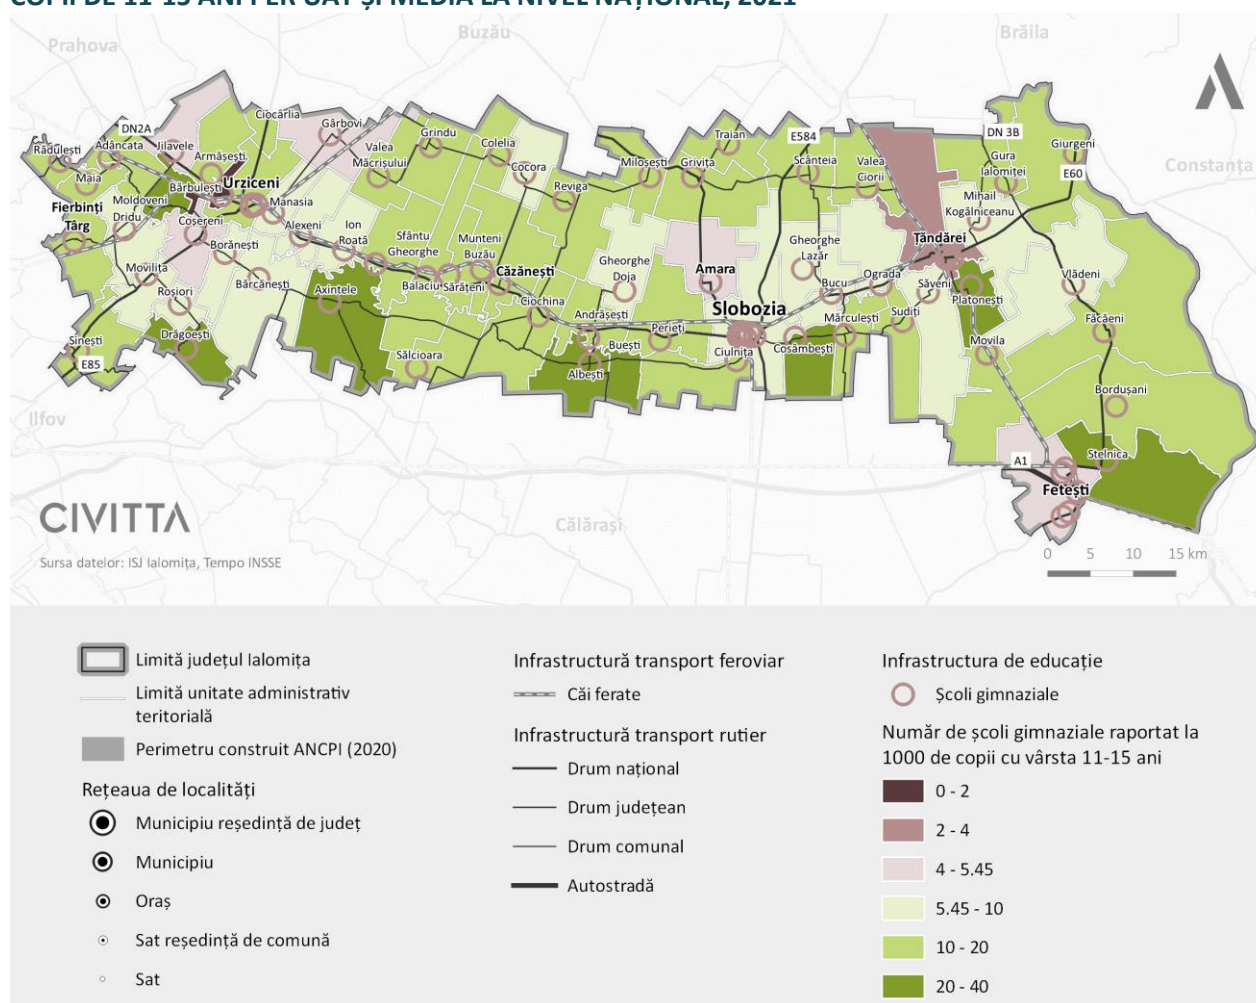 COPII DE 11-15 ANI PER UAT ȘI MEDIA LA NIVEL NAȚIONAL, 2021
Prahova
Buzău
Brăila
Constanța
Ilfov
Călărași
DN2A
E584
DN 3B
E60
E85
A1
Ciocârlia
Gârbovi
Grindu
Colelia
Traian
Giurgeni
Rădulești
Adâncata
Jilavele
Armășești
Valea
Măcrișului
Cocora
Miloșești
Grivița
Scânteia
Valea
Ciorii
Gura
Ialomiței
Maia
Bărbulești
Urziceni
Reviga
Mihail
Kogălniceanu
Fierbinți
Târg
Moldoveni
Dridu
Coșereni
Manasia
Alexeni
Ion
Roată
Sfântu
Gheorghe
Munteni
Buzău
Gheorghe
Doja
Gheorghe
Lazăr
Țăndărei
Borănești
Movilița
Bărcănești
Balaciu
Sărățeni
Căzănești
Amara
Ograda
Bucu
Săveni
Platonești
Vlădeni
Roșiori
Axintele
Ciochina
Andrășești
Slobozia
Mărculești
Sudiți
Făcăeni
Sinești
Drăgoești
Sălcioara
Buești
Perieți
Ciulnița
Cosâmbești
Movila
Albești
Bordușani
Stelnica
Fetești
CIVITTA
Sursa datelor: ISJ Ialomița, Tempo INSSE
0 5 10 15 km
Limită județul Ialomița
Limită unitate administrativ
teritorială
Perimetru construit ANCPI (2020)
Rețeaua de localități
Municipiu reședință de județ
Municipiu
Oraș
Sat reședință de comună
Sat
Infrastructură transport feroviar
Căi ferate
Infrastructură transport rutier
Drum național
Drum județean
Drum comunal
Autostradă
Infrastructura de educație
Școli gimnaziale
Număr de școli gimnaziale raportat la
1000 de copii cu vârsta 11-15 ani
0 - 2
2 - 4
4 - 5.45
5.45 - 10
10 - 20
20 - 40